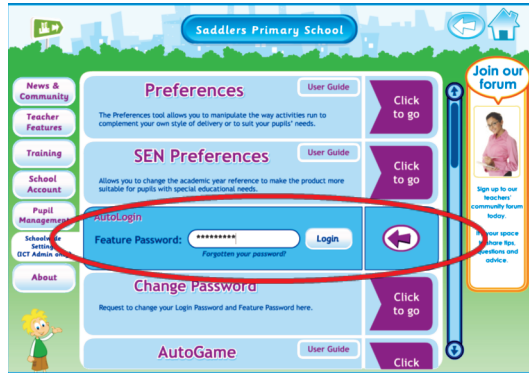 Saddlers Primary School
Join our
forum
News &
Community
Teacher
Features
Training
School
Account
Pupil
Management
Schoolwide
Settings
(ICT Admin only)
About
Preferences
User Guide
The Preferences tool allows you to manipulate the way activities run to
complement your own style of delivery or to suit your pupils' needs.
Click
to go
SEN Preferences
User Guide
Allows you to change the academic year reference to make the product more
suitable for pupils with special educational needs.
Click
to go
AutoLogin
Feature Password:
*********
Login
Forgotten your password?
Change Password
Request to change your Login Password and Feature Password here.
Click
to go
AutoGame
User Guide
Click
Sign up to our
teachers'
community forum
today.
your space
to share tips,
questions and
advice.